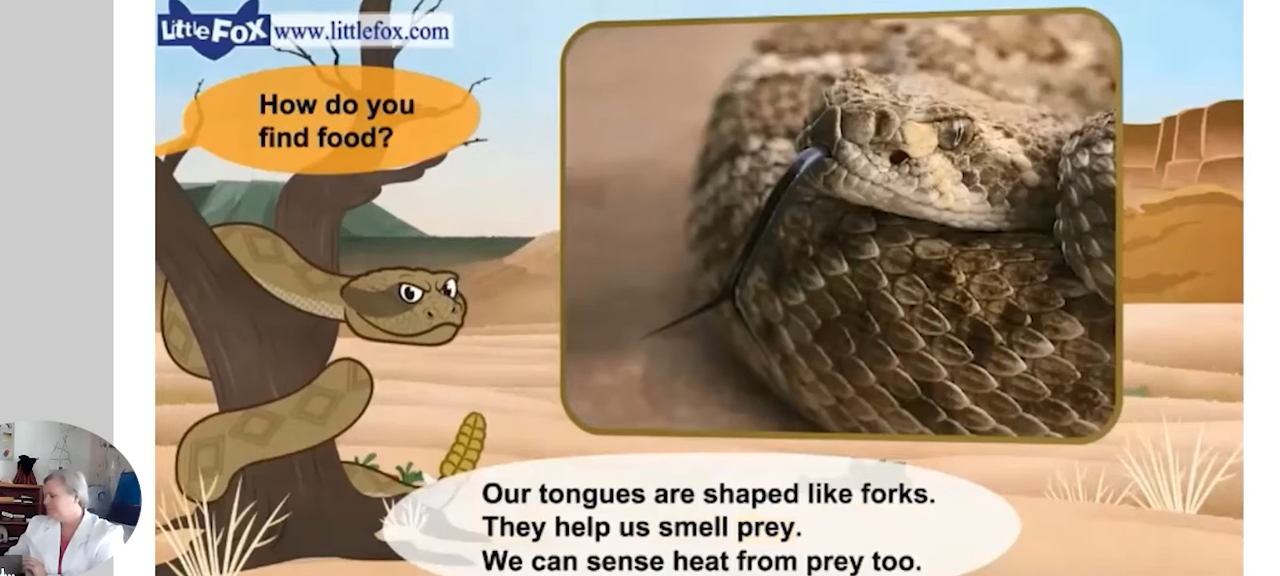 Little Fox www.littlefox.com
How do you
find food?
Our tongues are shaped like forks.
They help us smell prey.
We can sense heat from prey too.